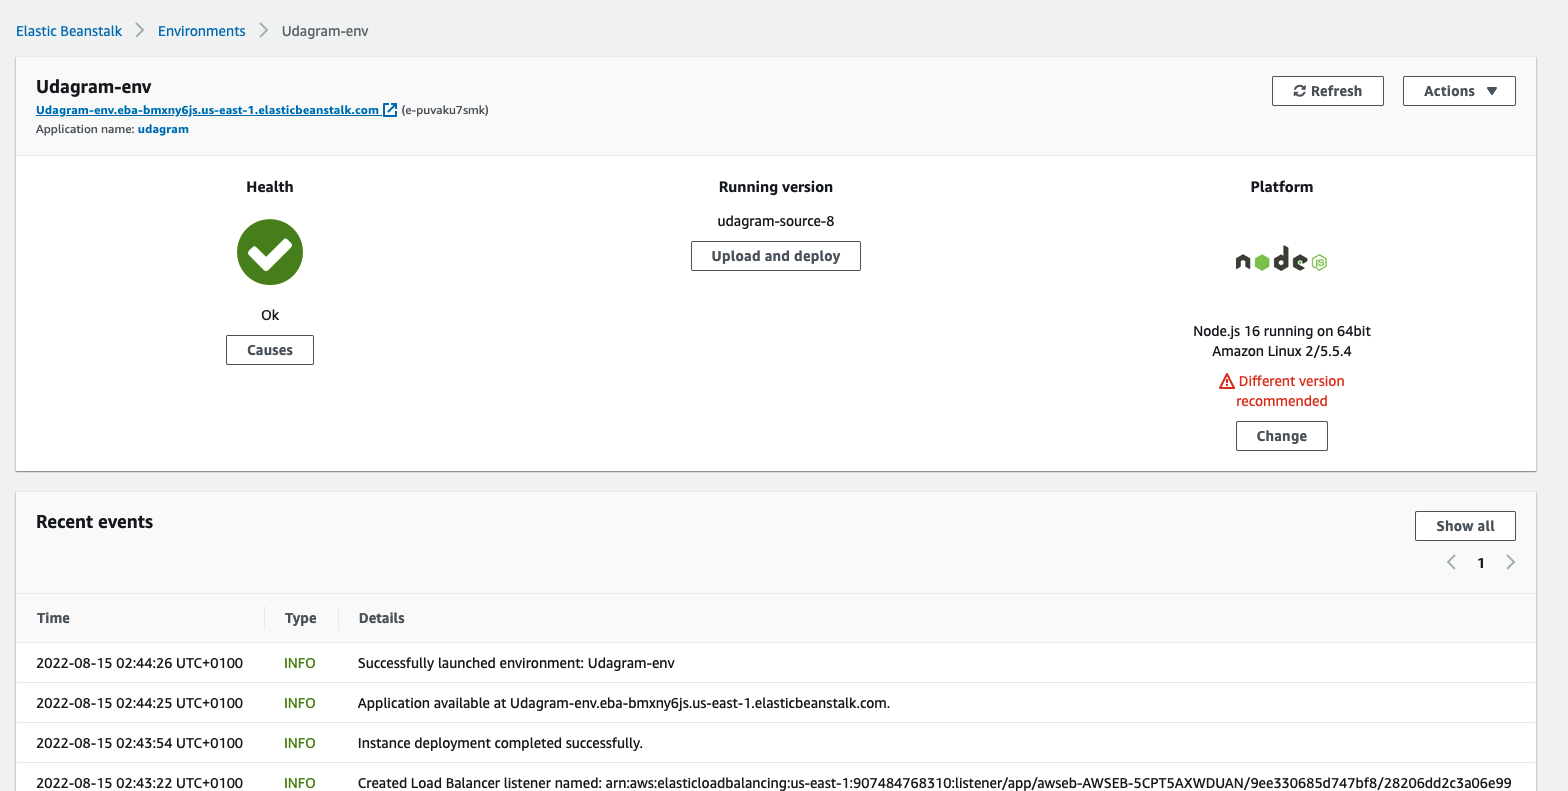 Elastic Beanstalk > Environments > Udagram-env
Udagram-env
Udagram-env.eba-bmxny6js.us-east-1.elasticbeanstalk.com (e-puvaku7smk)
Application name: udagram
Refresh
Actions ▼
Health
Ok
Causes
Running version
udagram-source-8
Upload and deploy
Platform
node JS
Node.js 16 running on 64bit
Amazon Linux 2/5.5.4
Different version
recommended
Change
Recent events
Show all
< 1 >
Time Type Details
2022-08-15 02:44:26 UTC+0100 INFO Successfully launched environment: Udagram-env
2022-08-15 02:44:25 UTC+0100 INFO Application available at Udagram-env.eba-bmxny6js.us-east-1.elasticbeanstalk.com.
2022-08-15 02:43:54 UTC+0100 INFO Instance deployment completed successfully.
2022-08-15 02:43:22 UTC+0100 INFO Created Load Balancer listener named: arn:aws:elasticloadbalancing:us-east-1:907484768310:listener/app/awseb-AWSEB-5CPT5AXWDUAN/9ee330685d747bf8/28206dd2c3a06e99